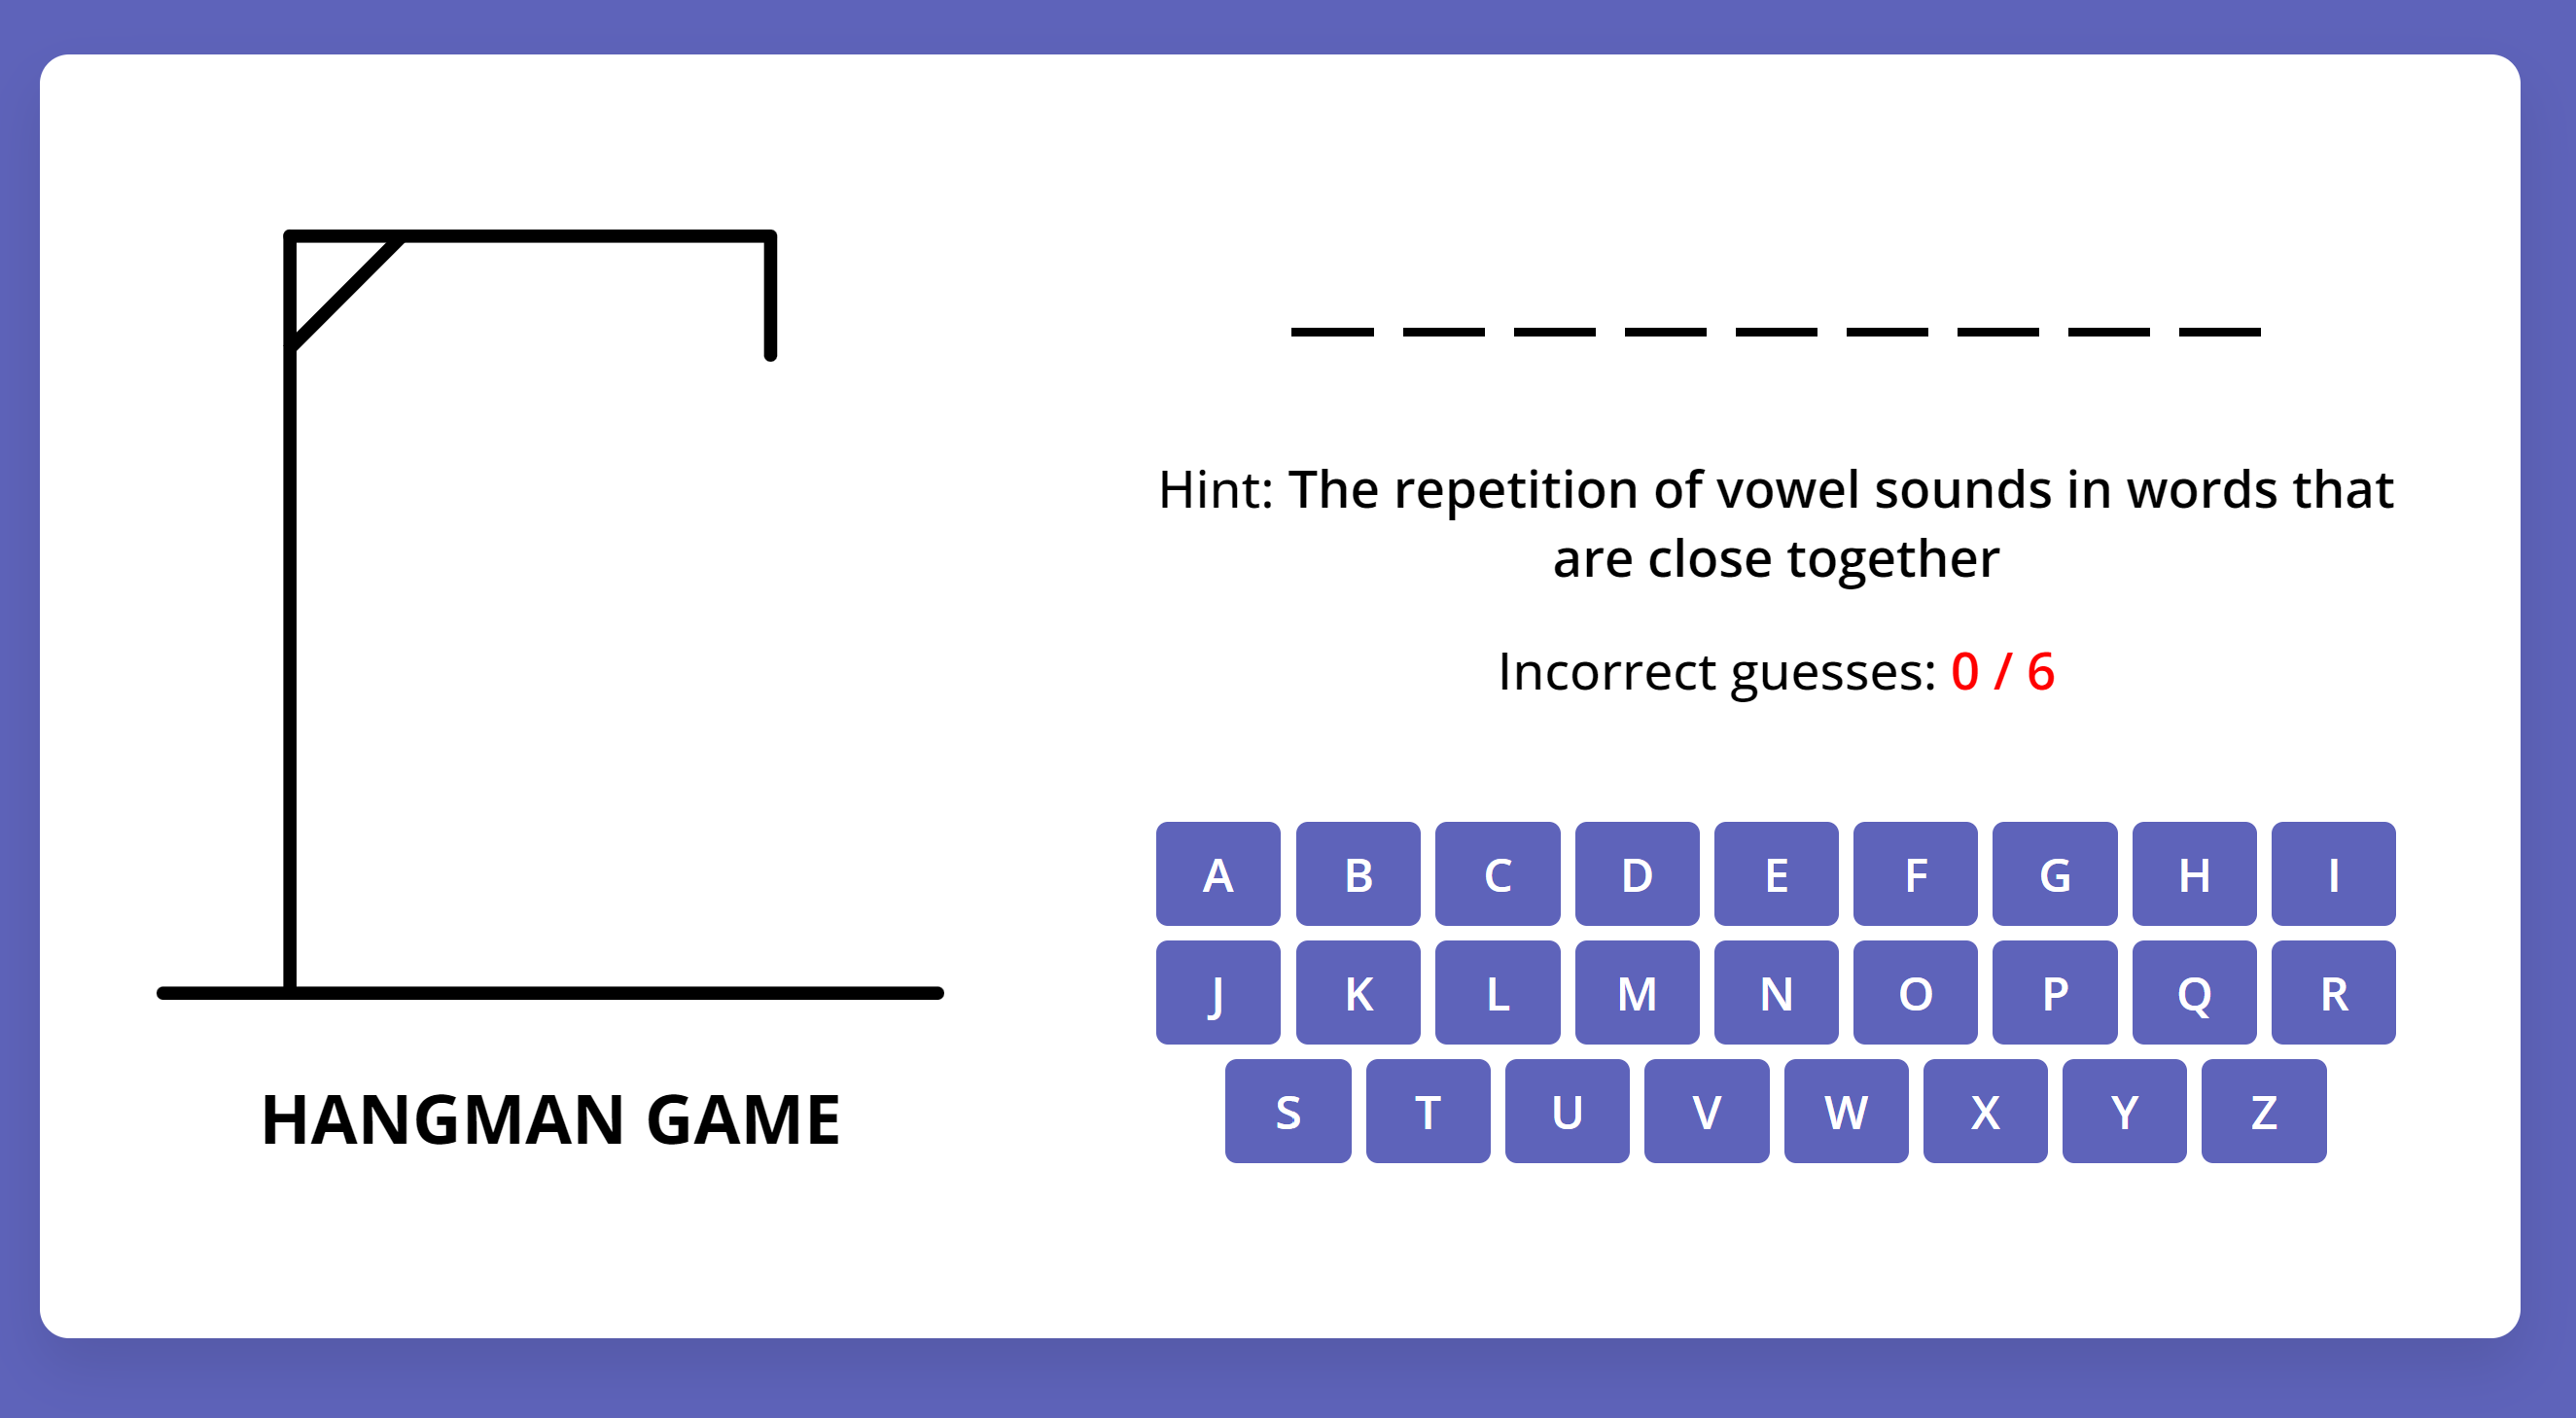 Hint: The repetition of vowel sounds in words that
are close together
Incorrect guesses: 0 / 6
A B C D E F G H I
J K L M N O P Q R
S T U V W X Y Z
HANGMAN GAME